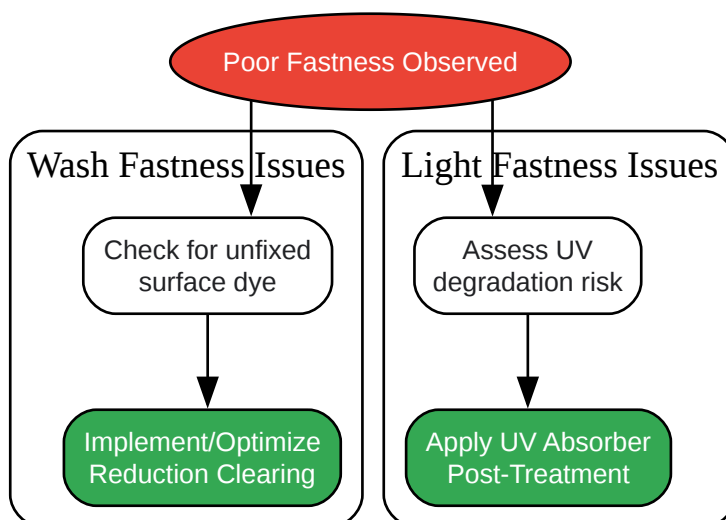 Poor Fastness Observed
Wash Fastness Issues
Check for unfixed
surface dye
Implement/Optimize
Reduction Clearing
Light Fastness Issues
Assess UV
degradation risk
Apply UV Absorber
Post-Treatment